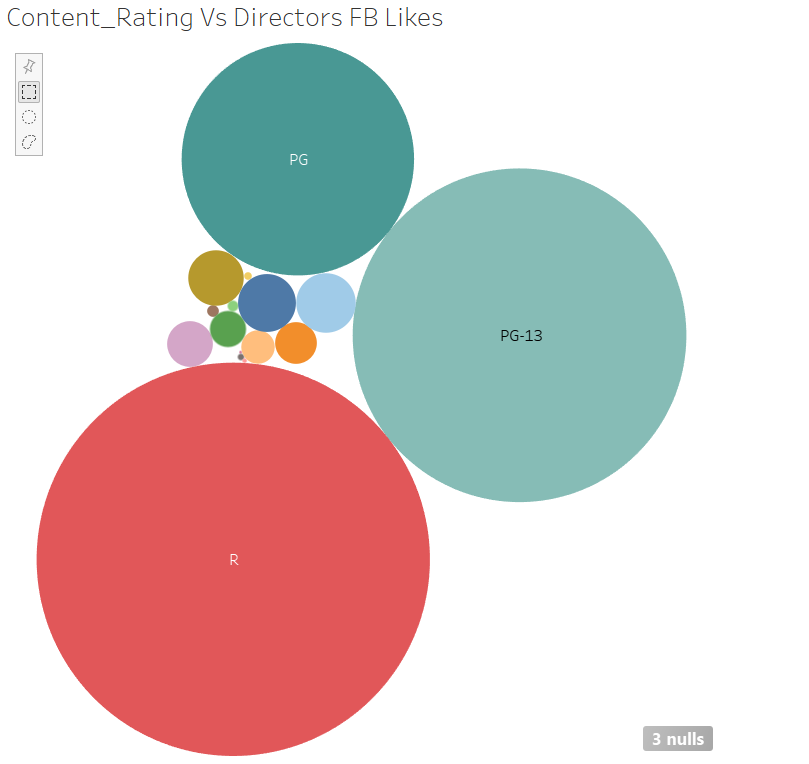 Content_Rating Vs Directors FB Likes
PG
PG-13
R
3 nulls